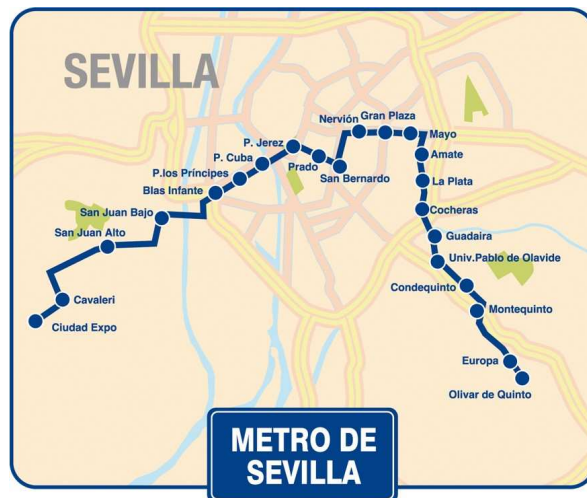 SEVILLA
Nervión
Gran Plaza
Mayo
P. Jerez
Prado
San Bernardo
Amate
P. Cuba
P.los Príncipes
Blas Infante
La Plata
Cocheras
San Juan Bajo
San Juan Alto
Guadaira
Univ.Pablo de Olavide
Condequinto
Cavaleri
Montequinto
Ciudad Expo
Europa
Olivar de Quinto
METRO DE
SEVILLA